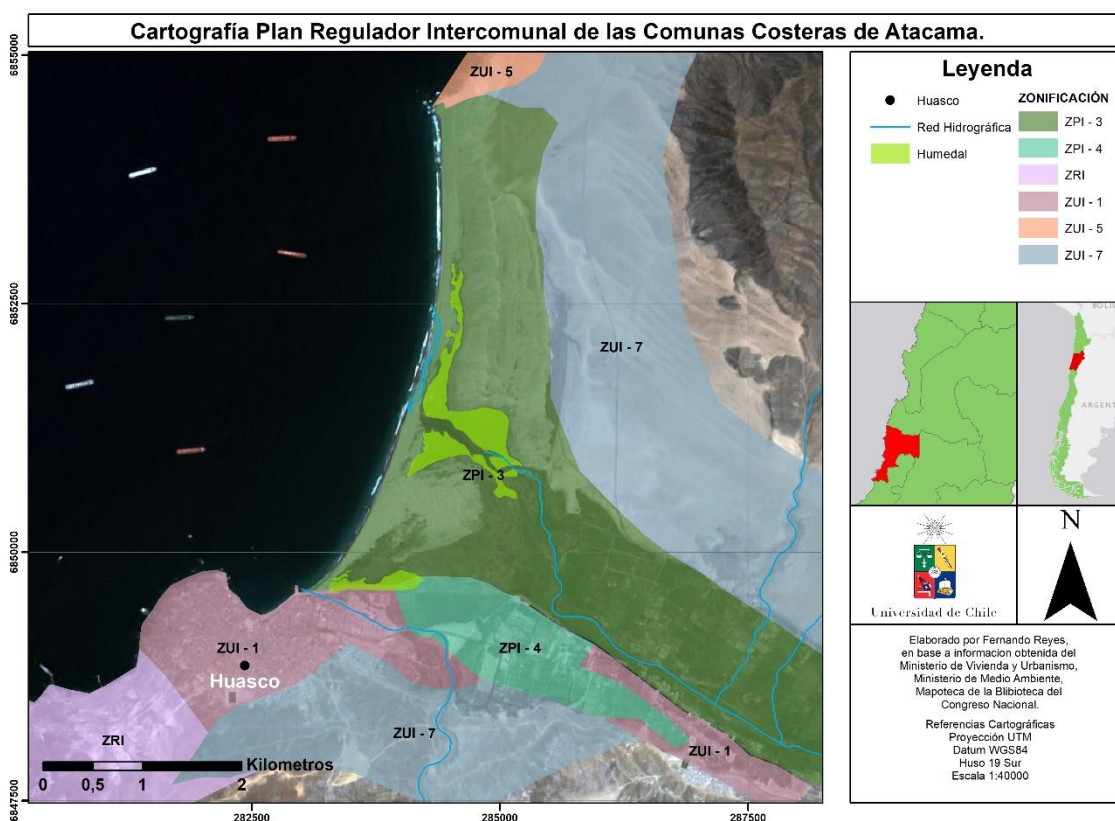 Cartografía Plan Regulador Intercomunal de las Comunas Costeras de Atacama.
6855000
6852500
6850000
6847500
ZUI - 5
ZUI - 7
ZPI - 3
ZPI - 4
ZUI - 1
Huasco
ZRI
ZUI - 7
ZUI - 1
Kilometros
0 0,5 1 2
282500 285000 287500
Leyenda
Huasco
Red Hidrográfica
Humedal
ZONIFICACIÓN
ZPI - 3
ZPI - 4
ZRI
ZUI - 1
ZUI - 5
ZUI - 7
BOLIV
ARGENT
Universidad de Chile
N
Elaborado por Fernando Reyes,
en base a informacion obtenida del
Ministerio de Vivienda y Urbanismo,
Ministerio de Medio Ambiente,
Mapoteca de la Blibioteca del
Congreso Nacional.
Referencias Cartográficas
Proyección UTM
Datum WGS84
Huso 19 Sur
Escala 1:40000